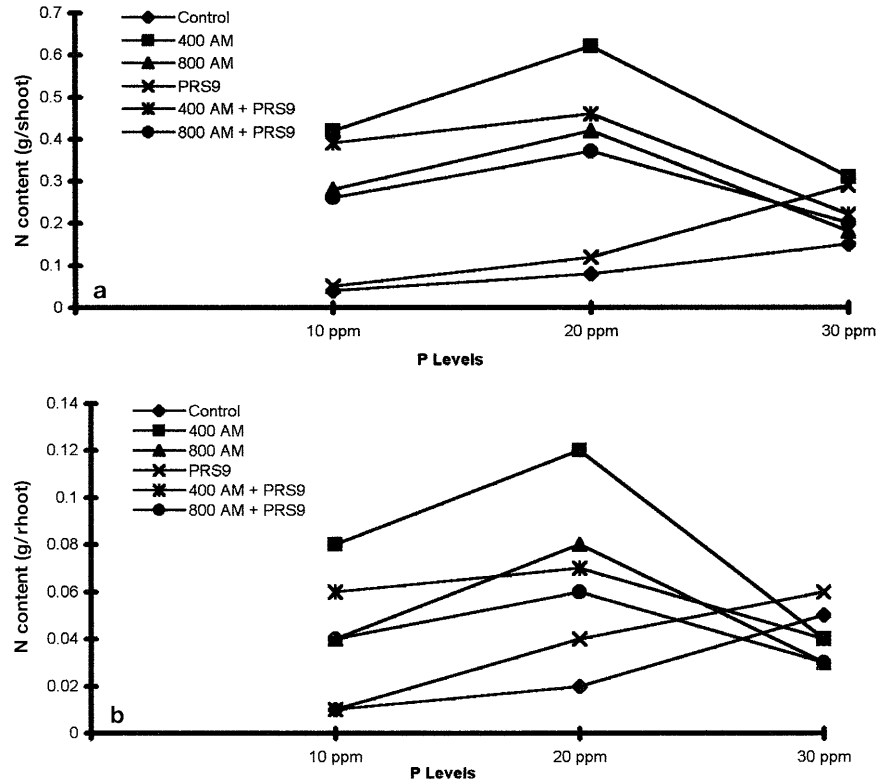 Control
400 AM
800 AM
PRS9
400 AM + PRS9
800 AM + PRS9
0.7
0.6
0.5
0.4
0.3
0.2
0.1
0
N content (g/shoot)
a
10 ppm
20 ppm
30 ppm
P Levels
Control
400 AM
800 AM
PRS9
400 AM + PRS9
800 AM + PRS9
0.14
0.12
0.1
0.08
0.06
0.04
0.02
0
N content (g/rhoot)
b
10 ppm
20 ppm
30 ppm
P Levels